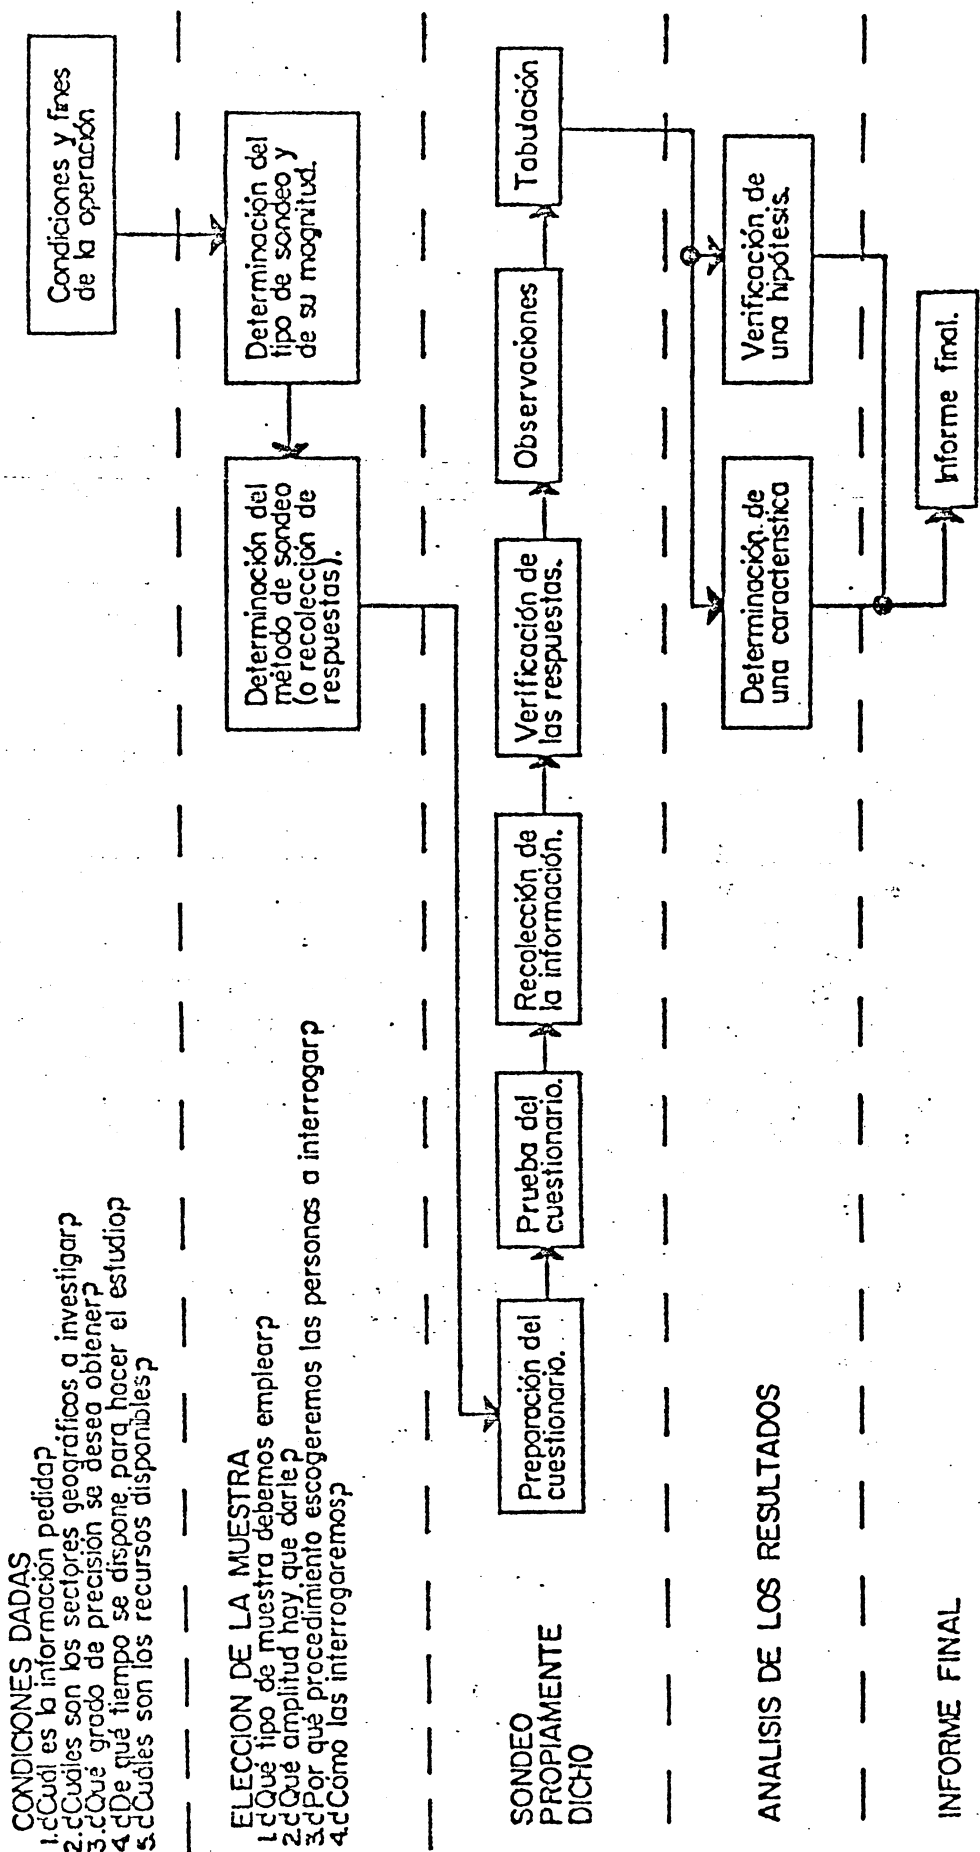 CONDICIONES DADAS
1. ¿Cuál es la información pedida?
2. ¿Cuáles son los sectores geográficos a investigar?
3. ¿Qué grado de precisión se desea obtener?
4. ¿De qué tiempo se dispone para hacer el estudio?
5. ¿Cuáles son los recursos disponibles?
Condiciones y fines
de la operación
ELECCION DE LA MUESTRA
1. ¿Qué tipo de muestra debemos emplear?
2. ¿Qué amplitud hay que darle?
3. ¿Por qué procedimiento escogeremos las personas a interrogar?
4. ¿Cómo las interrogaremos?
Determinación del
método de sondeo
(o recolección de
respuestas).
Determinación del
tipo de sondeo y
de su magnitud.
SONDEO
PROPIAMENTE
DICHO
Preparación del
cuestionario.
Prueba del
cuestionario.
Recolección de
la información.
Verificación de
las respuestas.
Observaciones
Tabulación
ANALISIS DE LOS RESULTADOS
Determinación de
una característica
Verificación de
una hipótesis.
INFORME FINAL
Informe final.